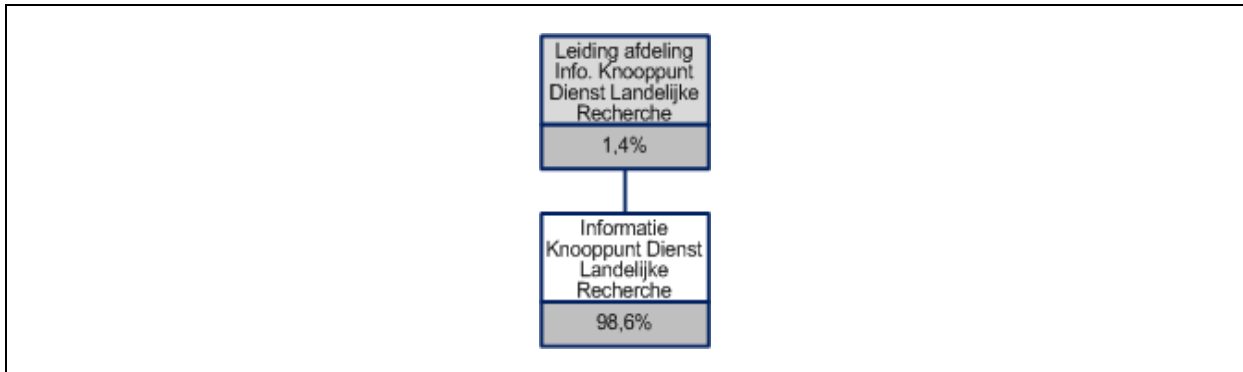 Leiding afdeling
Info. Knooppunt
Dienst Landelijke
Recherche
1,4%
Informatie
Knooppunt Dienst
Landelijke
Recherche
98,6%